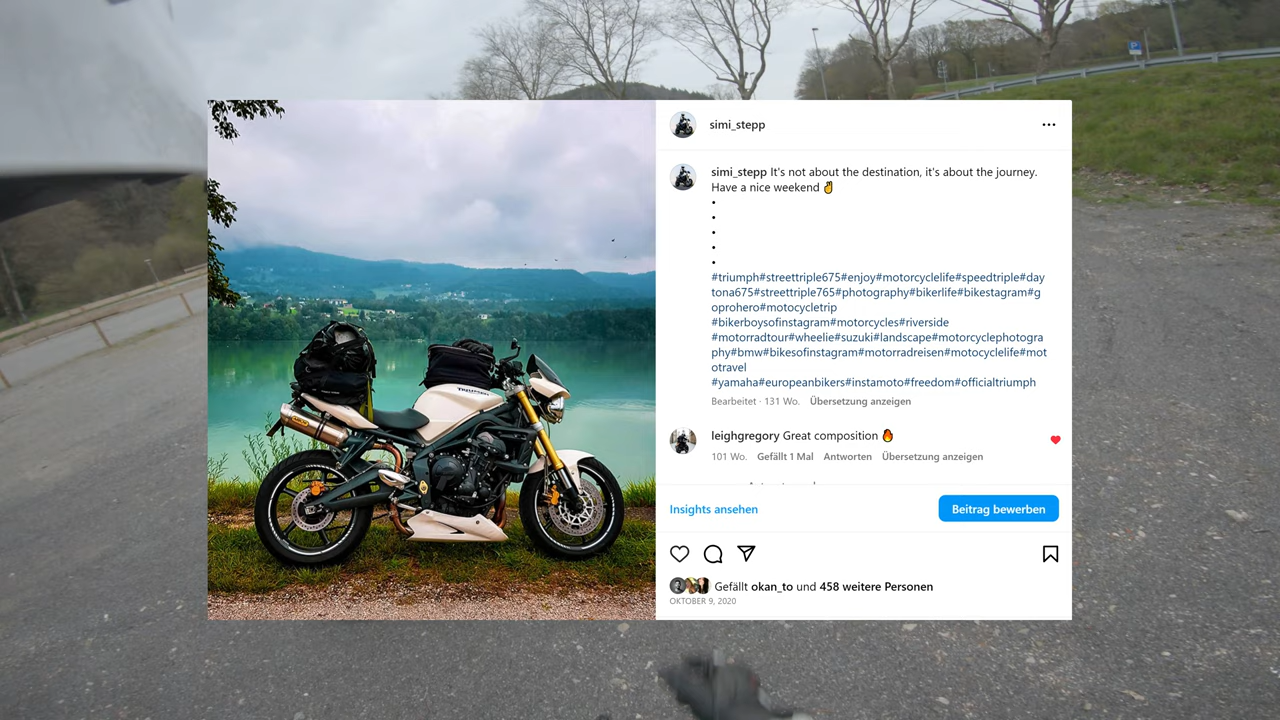 simi_stepp
simi_stepp It's not about the destination, it's about the journey.
Have a nice weekend ✌
•
•
•
•
•
#triumph#streettriple675#enjoy#motorcyclelife#speedtriple#day
tona675#streettriple765#photography#bikerlife#bikestagram#g
oprohero#motocycletrip
#bikerboysofinstagram#motorcycles#riverside
#motorradtour#wheelie#suzuki#landscape#motorcyclephotogra
phy#bmw#bikesofinstagram#motorradreisen#motocyclelife#mot
otravel
#yamaha#europeanbikers#instamoto#freedom#officialtriumph
Bearbeitet · 131 Wo. Übersetzung anzeigen
leighgregory Great composition 🔥
101 Wo. Gefällt 1 Mal Antworten Übersetzung anzeigen
Insights ansehen
Beitrag bewerben
Gefällt okan_to und 458 weitere Personen
OKTOBER 9, 2020
TRIUMPH
P